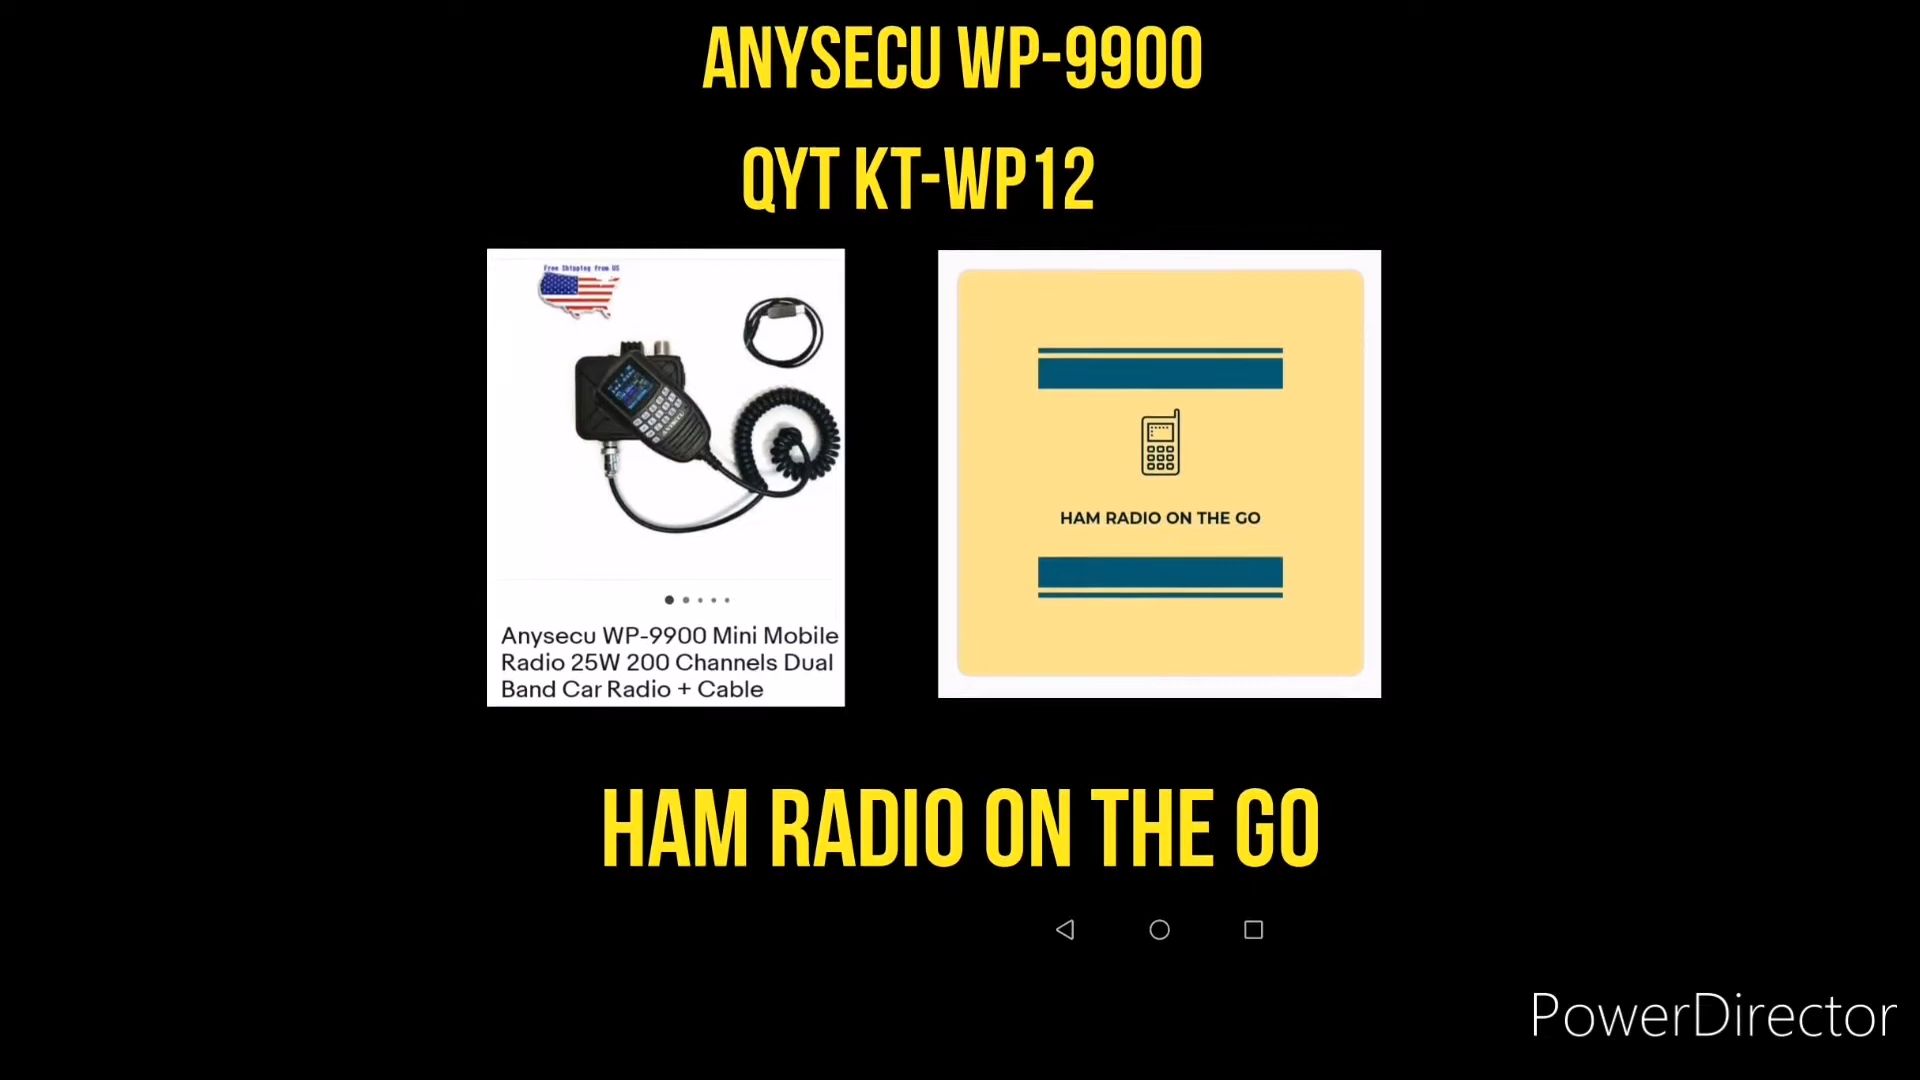 ANYSECU WP-9900
QYT KT-WP12
Free Shipping from US
HAM RADIO ON THE GO
Anysecu WP-9900 Mini Mobile
Radio 25W 200 Channels Dual
Band Car Radio + Cable
HAM RADIO ON THE GO
PowerDirector